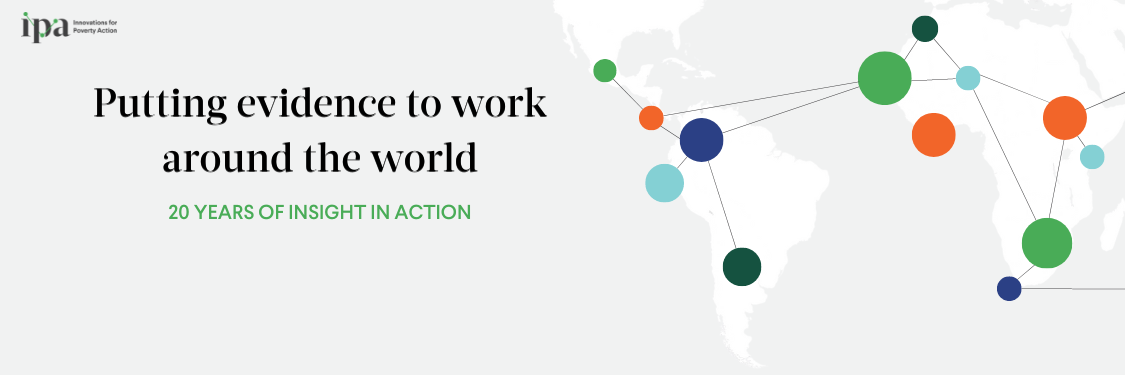 ipa Innovations for
Poverty Action
Putting evidence to work
around the world
20 YEARS OF INSIGHT IN ACTION